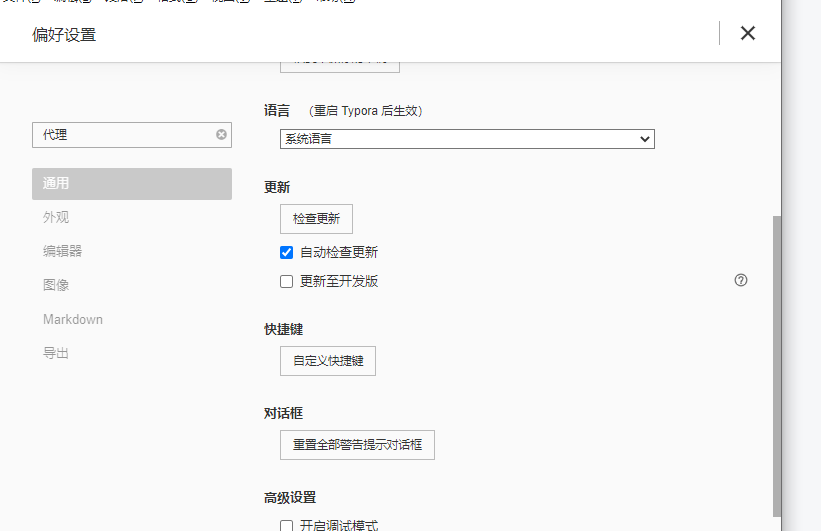 偏好设置
代理
通用
外观
编辑器
图像
Markdown
导出
语言 （重启 Typora 后生效）
系统语言
更新
检查更新
自动检查更新
更新至开发版
快捷键
自定义快捷键
对话框
重置全部警告提示对话框
高级设置
开启调试模式